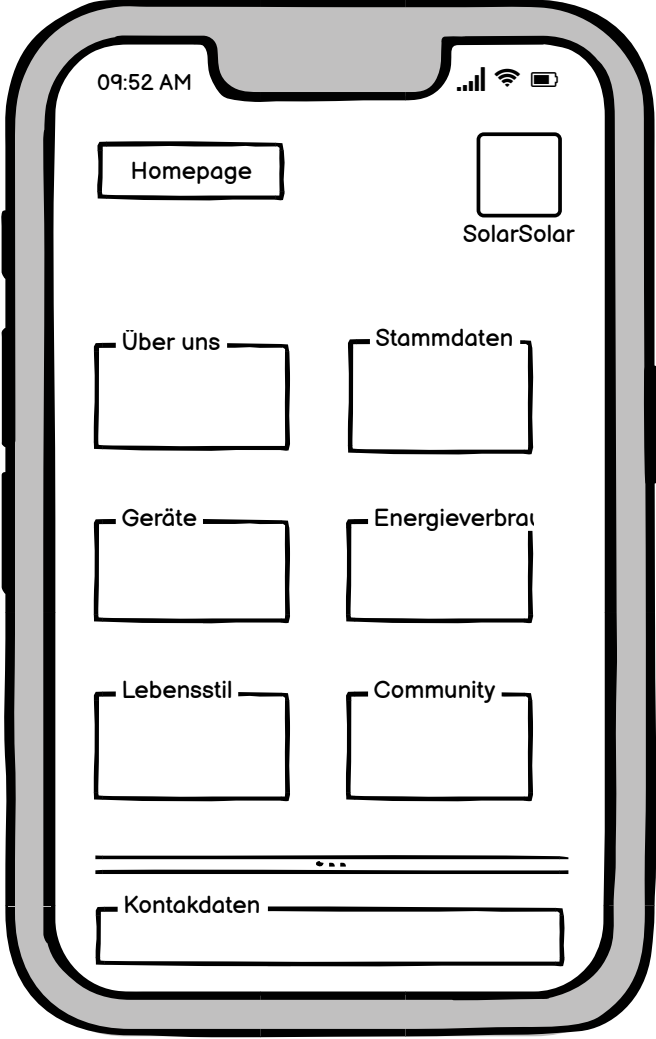 09:52 AM
Homepage
SolarSolar
Über uns
Stammdaten
Geräte
Energieverbrau
Lebensstil
Community
Kontakdaten